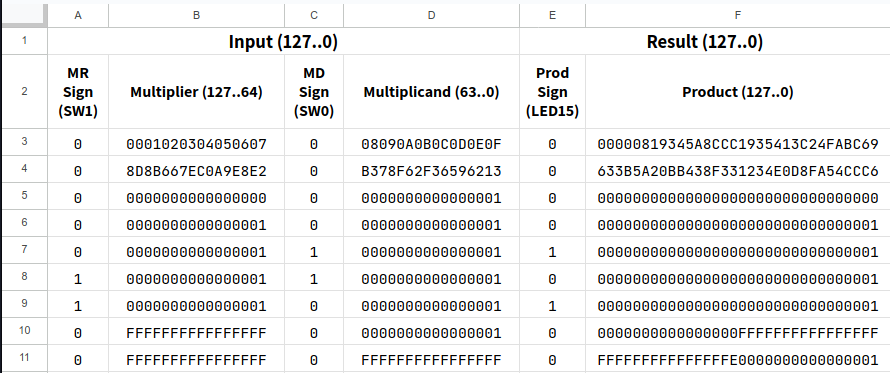 A B C D E F
1 Input (127..0) Result (127..0)
2 MR Sign (SW1) Multiplier (127..64) MD Sign (SW0) Multiplicand (63..0) Prod Sign (LED15) Product (127..0)
3 0 0001020304050607 0 08090A0B0C0D0E0F 0 00000819345A8CCC1935413C24FABC69
4 0 8D8B667EC0A9E8E2 0 B378F62F36596213 0 633B5A20BB438F331234E0D8FA54CCC6
5 0 0000000000000000 0 0000000000000001 0 00000000000000000000000000000000
6 0 0000000000000001 0 0000000000000001 0 00000000000000000000000000000001
7 0 0000000000000001 1 0000000000000001 1 00000000000000000000000000000001
8 1 0000000000000001 1 0000000000000001 0 00000000000000000000000000000001
9 1 0000000000000001 0 0000000000000001 1 00000000000000000000000000000001
10 0 FFFFFFFFFFFFFFFF 0 0000000000000001 0 0000000000000000FFFFFFFFFFFFFFFF
11 0 FFFFFFFFFFFFFFFF 0 FFFFFFFFFFFFFFFF 0 FFFFFFFFFFFFFFFE0000000000000001